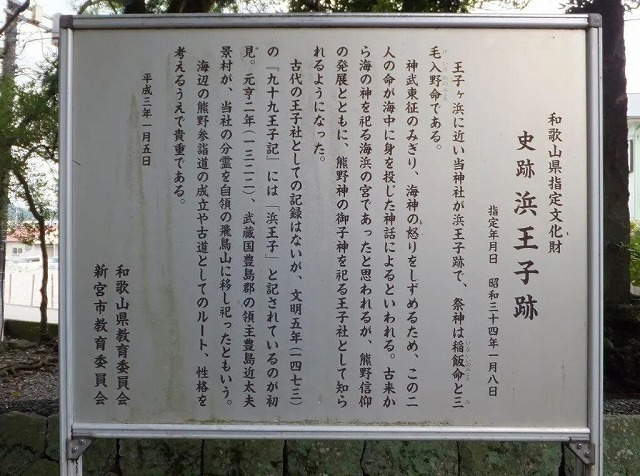 和歌山県指定文化財
史跡 浜王子跡
指定年月日 昭和三十四年一月八日
王子ヶ浜に近い当神社が浜王子跡で、祭神は稲飯命と三
毛入野命である。
神武東征のみぎり、海神の怒りをしずめるため、この二
人の命が海中に身を投じた神話によるといわれる。古来か
ら海の神を祀る海浜の宮であったと思われるが、熊野信仰
の発展とともに、熊野神の御子神を祀る王子社として知ら
れるようになった。
古代の王子社としての記録はないが、文明五年(一四七三)
の『九十九王子記』には「浜王子」と記されているのが初
見。元亨二年(一三二二)、武蔵国豊島郡の領主豊島近太夫
景村が、当社の分霊を自領の飛鳥山に移し祀ったともいう。
海辺の熊野参詣道の成立や古道としてのルート、性格を
考えるうえで貴重である。
平成三年一月五日
和歌山県教育委員会
新宮市教育委員会